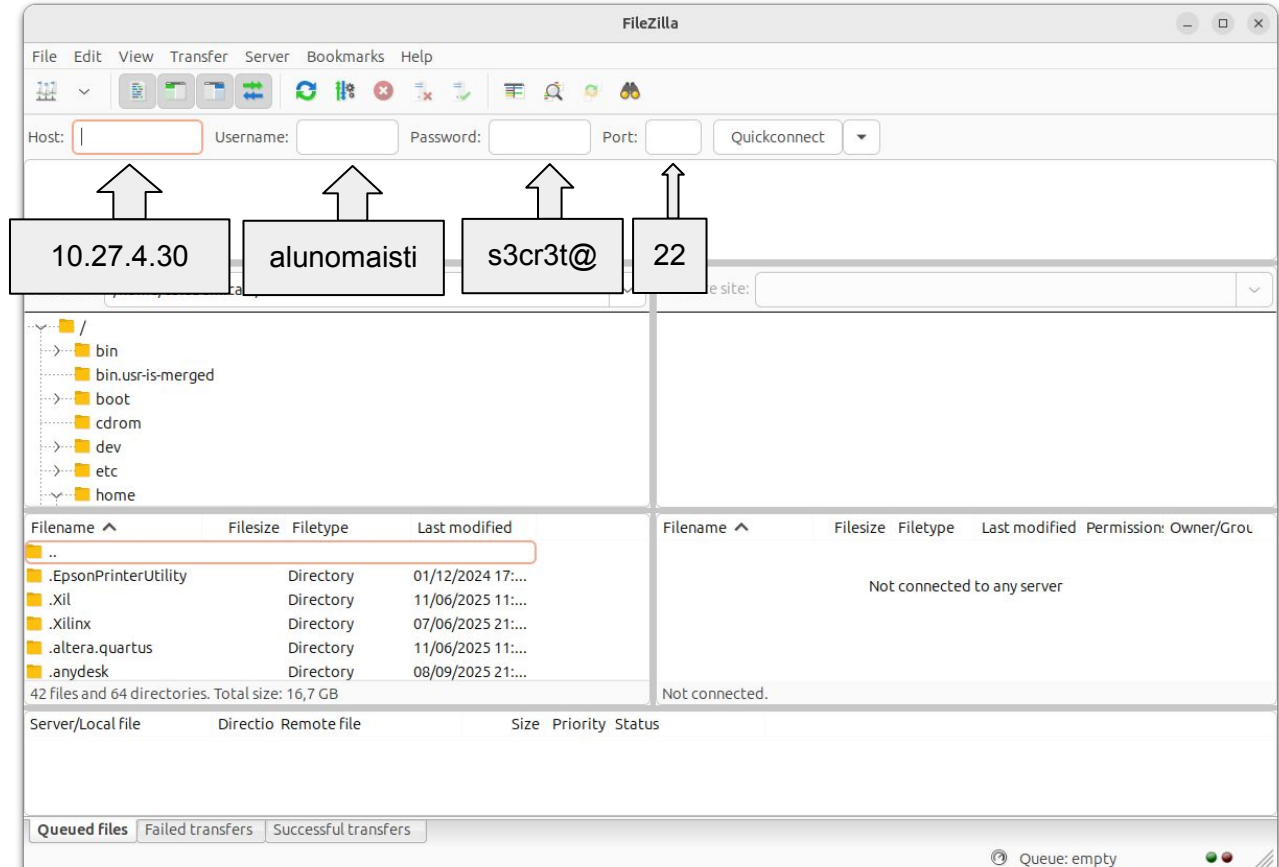 FileZilla
File Edit View Transfer Server Bookmarks Help
Host: Username: Password: Port: Quickconnect
10.27.4.30 alunomaisti s3cr3t@ 22
site:
/
bin
bin.usr-is-merged
boot
cdrom
dev
etc
home
Filename Filesize Filetype Last modified
..
.EpsonPrinterUtility Directory 01/12/2024 17:...
.Xil Directory 11/06/2025 11:...
.Xilinx Directory 07/06/2025 21:...
.altera.quartus Directory 11/06/2025 11:...
.anydesk Directory 08/09/2025 21:...
42 files and 64 directories. Total size: 16,7 GB
Filename Filesize Filetype Last modified Permission: Owner/Grou
Not connected to any server
Not connected.
Server/Local file Directio Remote file Size Priority Status
Queued files Failed transfers Successful transfers
Queue: empty